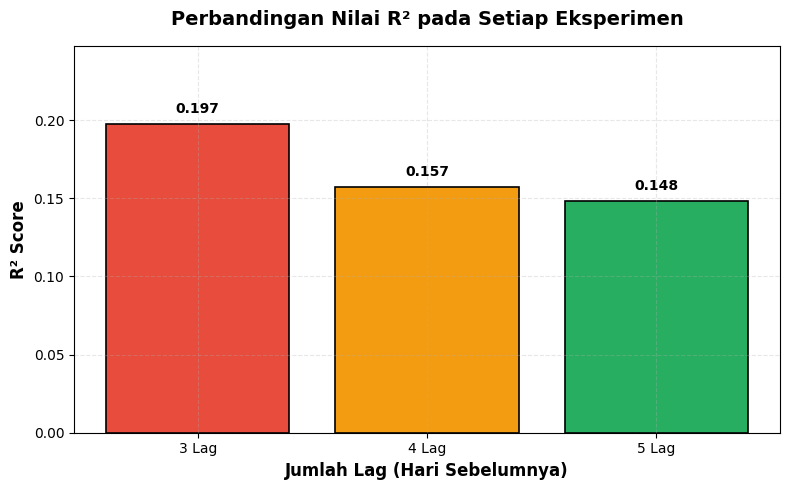 Perbandingan Nilai R² pada Setiap Eksperimen
R² Score
0.20
0.15
0.10
0.05
0.00
0.197
0.157
0.148
3 Lag
4 Lag
5 Lag
Jumlah Lag (Hari Sebelumnya)